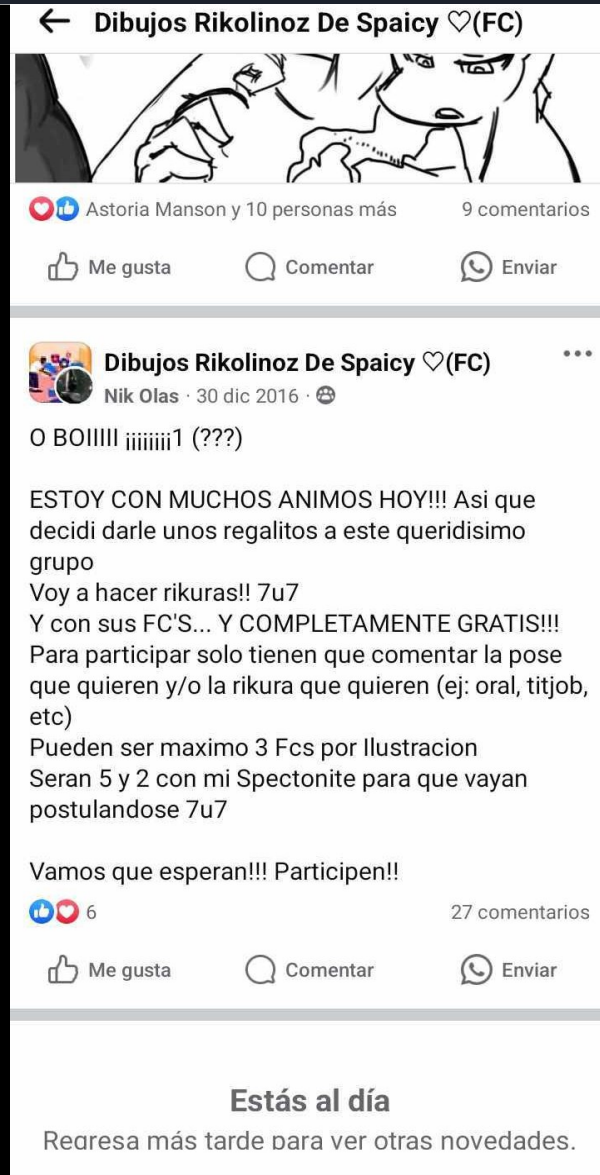 Dibujos Rikolinoz De Spaicy ♡(FC)
Astoria Manson y 10 personas más 9 comentarios
Me gusta Comentar Enviar
Dibujos Rikolinoz De Spaicy ♡(FC)
Nik Olas · 30 dic 2016 ·
O BOIIIII ¡¡¡¡¡¡¡¡1 (???)
ESTOY CON MUCHOS ANIMOS HOY!!! Asi que
decidi darle unos regalitos a este queridisimo
grupo
Voy a hacer rikuras!! 7u7
Y con sus FC'S... Y COMPLETAMENTE GRATIS!!!
Para participar solo tienen que comentar la pose
que quieren y/o la rikura que quieren (ej: oral, titjob,
etc)
Pueden ser maximo 3 Fcs por Ilustracion
Seran 5 y 2 con mi Spectonite para que vayan
postulandose 7u7
Vamos que esperan!!! Participen!!
6 27 comentarios
Me gusta Comentar Enviar
Estás al día
Regresa más tarde para ver otras novedades.